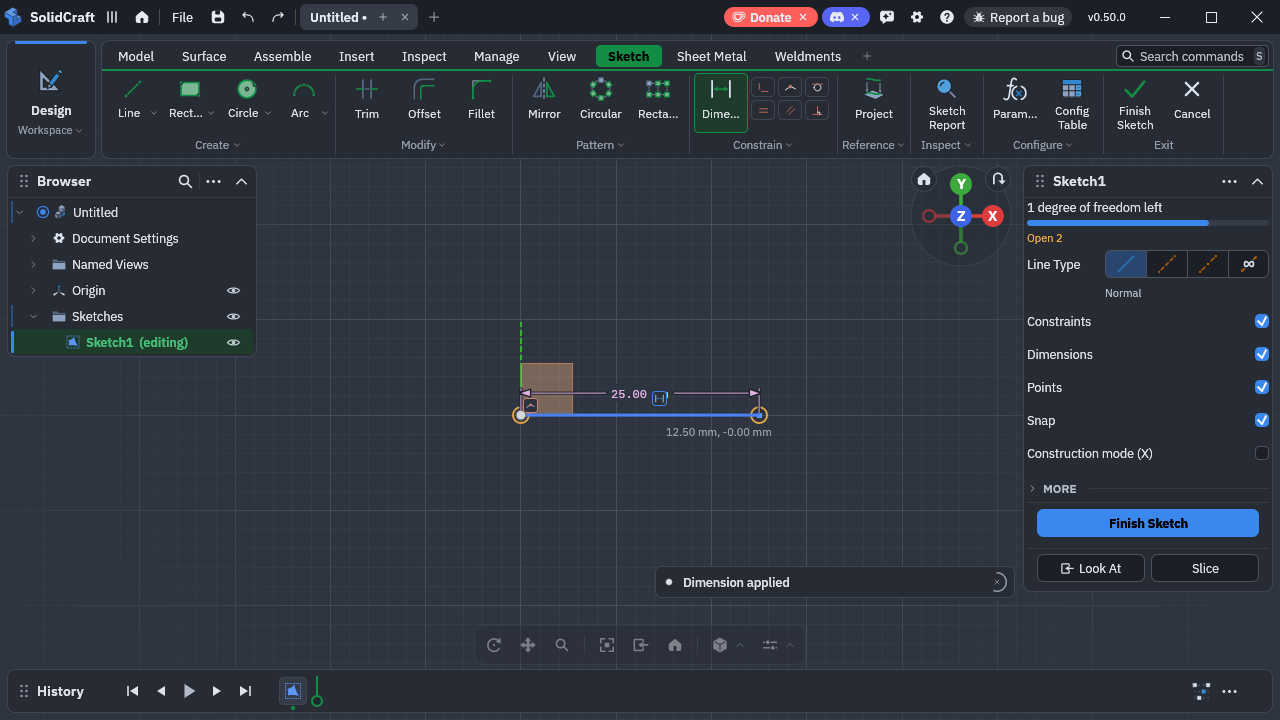 SolidCraft
File
Untitled •
Donate
Report a bug
v0.50.0
Design
Workspace
Model
Surface
Assemble
Insert
Inspect
Manage
View
Sketch
Sheet Metal
Weldments
Search commands
S
Line
Rect...
Circle
Arc
Create
Trim
Offset
Fillet
Modify
Mirror
Circular
Recta...
Pattern
Dime...
Constrain
Project
Reference
Sketch
Report
Inspect
Param...
Config
Table
Configure
Finish
Sketch
Cancel
Exit
Browser
Untitled
Document Settings
Named Views
Origin
Sketches
Sketch1 (editing)
Y
Z
X
25.00
12.50 mm, -0.00 mm
Sketch1
1 degree of freedom left
Open 2
Line Type
Normal
Constraints
Dimensions
Points
Snap
Construction mode (X)
MORE
Finish Sketch
Look At
Slice
Dimension applied
History